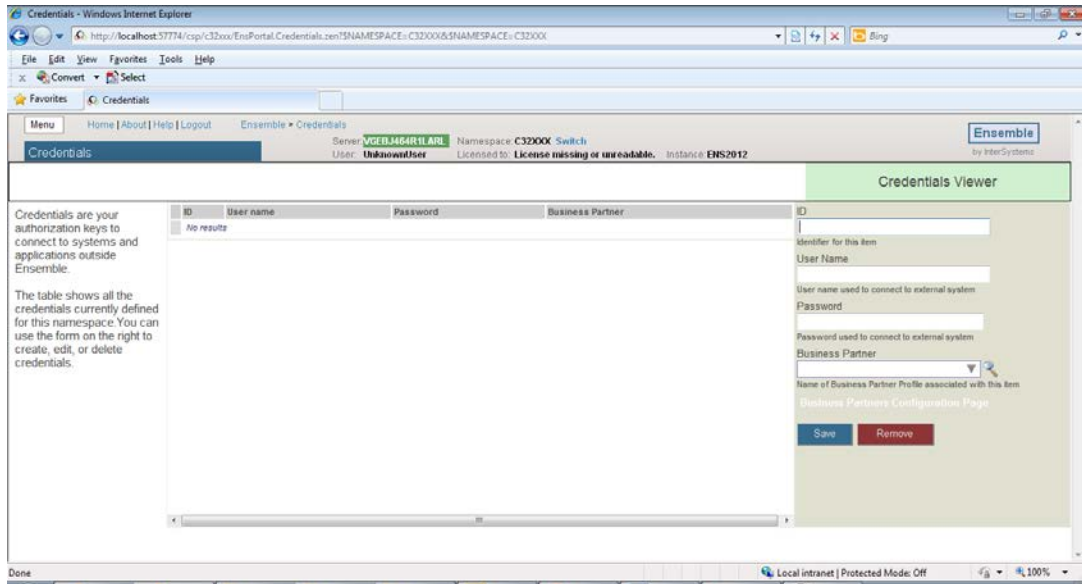 Credentials - Windows Internet Explorer
http://localhost:57774/csp/c32xxx/EnsPortal.Credentials.zen?$NAMESPACE=C32XXX&$NAMESPACE=C32XXX
Bing
File Edit View Favorites Tools Help
x Convert Select
Favorites Credentials
Menu Home | About | Help | Logout Ensemble Credentials
Server: VGEBJ464R1LARL Namespace: C32XXX Switch
User: UnknownUser Licensed to: License missing or unreadable. Instance: ENS2012
Credentials
Ensemble
by InterSystems
Credentials Viewer
Credentials are your
authorization keys to
connect to systems and
applications outside
Ensemble.
The table shows all the
credentials currently defined
for this namespace.You can
use the form on the right to
create, edit, or delete
credentials.
ID User name Password Business Partner
No results
ID
Identifier for this item
User Name
User name used to connect to external system
Password
Password used to connect to external system
Business Partner
Name of Business Partner Profile associated with this item
Business Partners Configuration Page
Save Remove
Done
Local intranet | Protected Mode: Off
100%